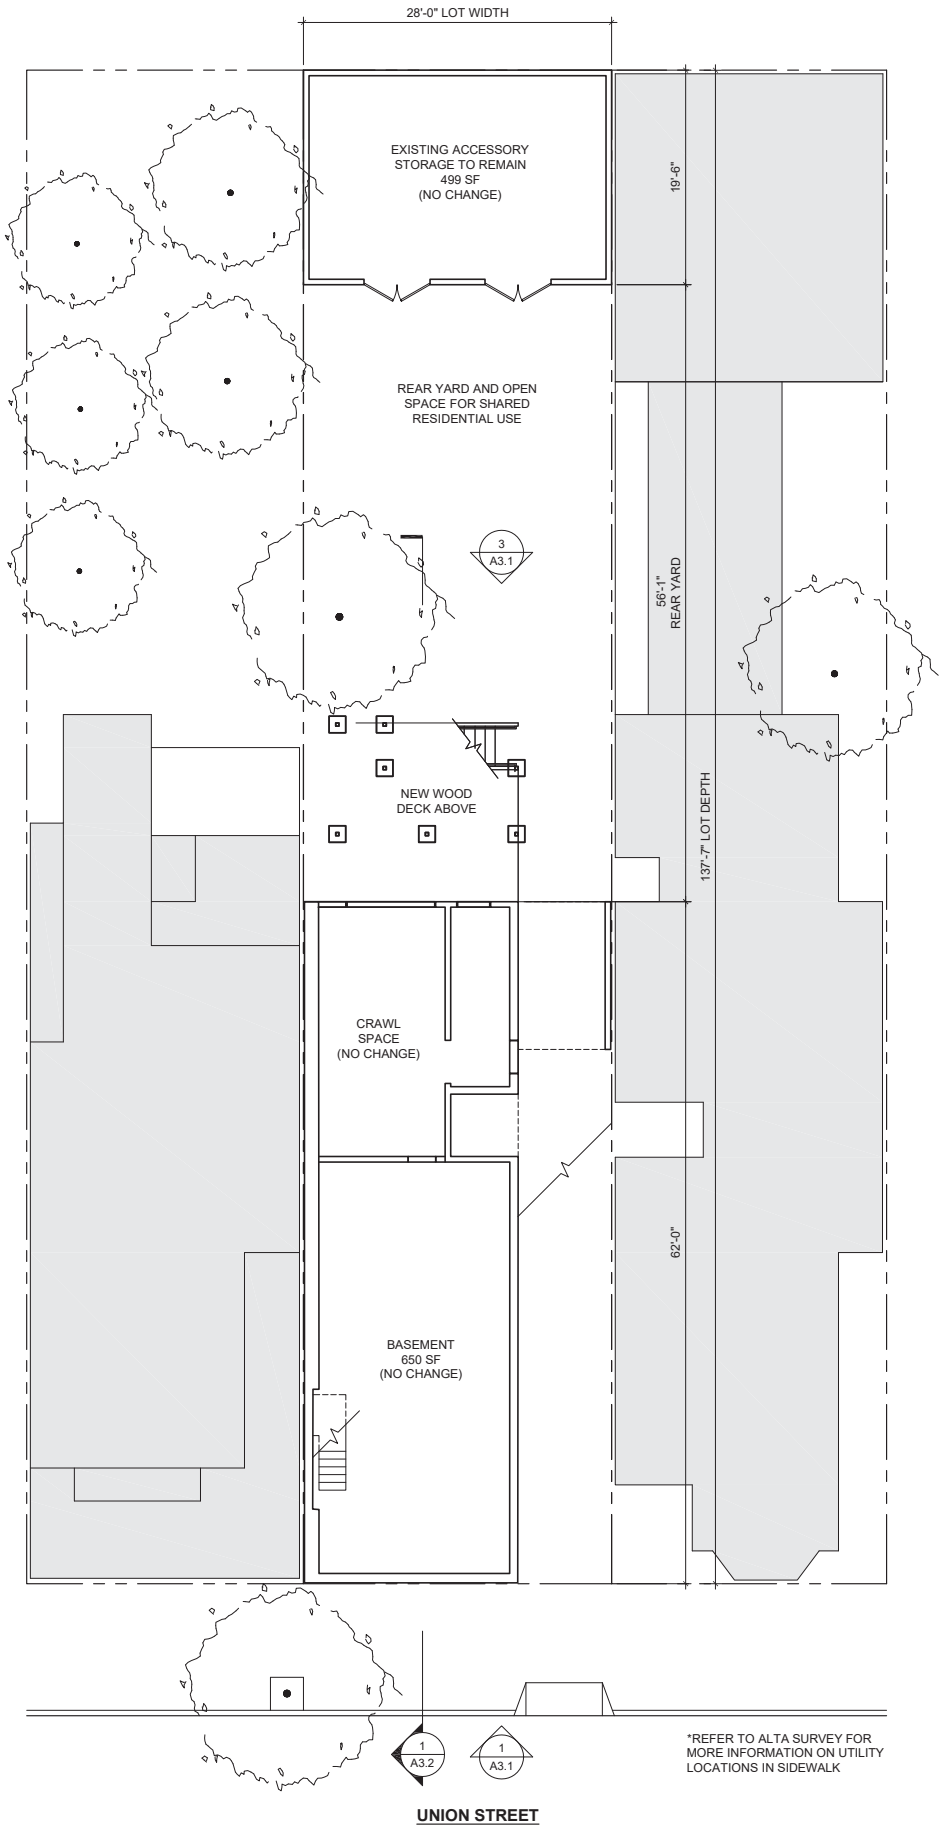 28'-0" LOT WIDTH
EXISTING ACCESSORY
STORAGE TO REMAIN
499 SF
(NO CHANGE)
19'-6"
REAR YARD AND OPEN
SPACE FOR SHARED
RESIDENTIAL USE
3
A3.1
56'-1"
REAR YARD
NEW WOOD
DECK ABOVE
137'-7" LOT DEPTH
CRAWL
SPACE
(NO CHANGE)
62'-0"
BASEMENT
650 SF
(NO CHANGE)
1
A3.2
1
A3.1
*REFER TO ALTA SURVEY FOR
MORE INFORMATION ON UTILITY
LOCATIONS IN SIDEWALK
UNION STREET